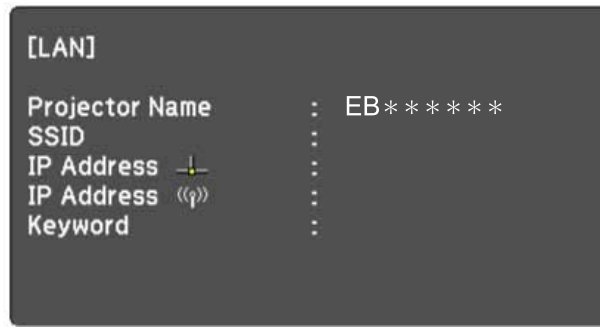 [LAN]
Projector Name : EB＊＊＊＊＊＊
SSID :
IP Address :
IP Address :
Keyword :